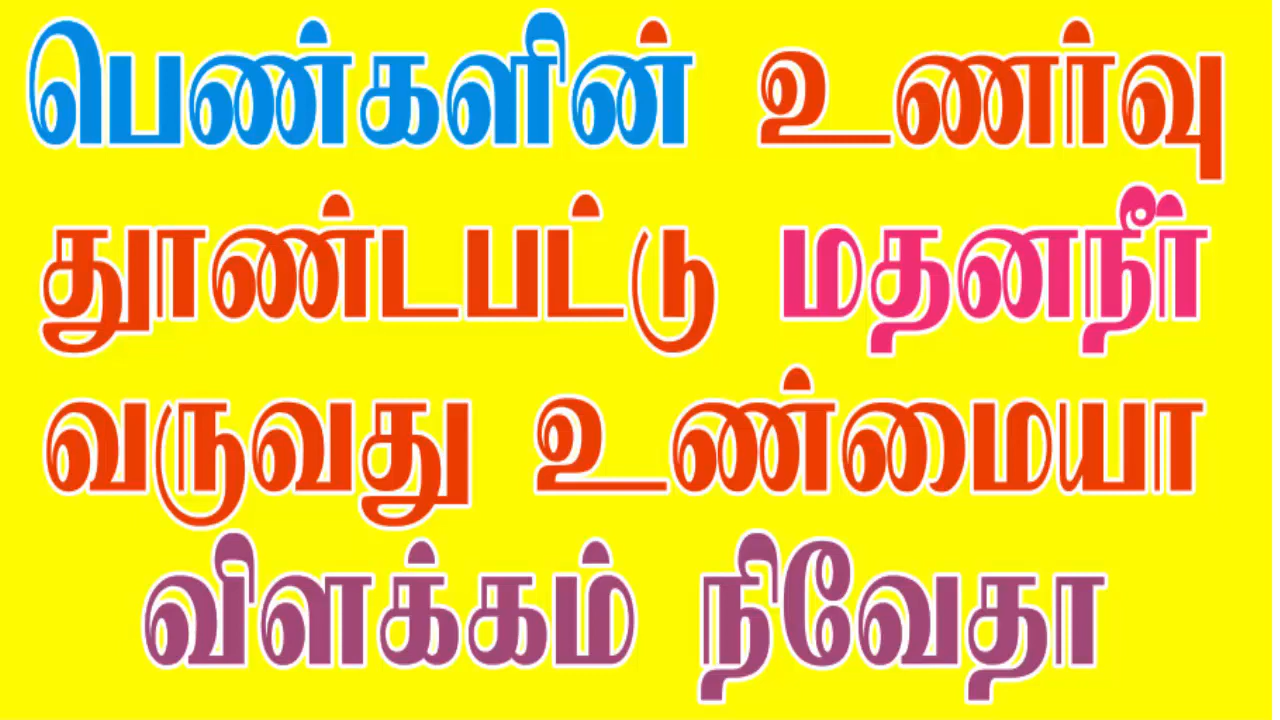 பெண்களின் உணர்வு
தூண்டபட்டு மதனநீர்
வருவது உண்மையா
விளக்கம் நிவேதா